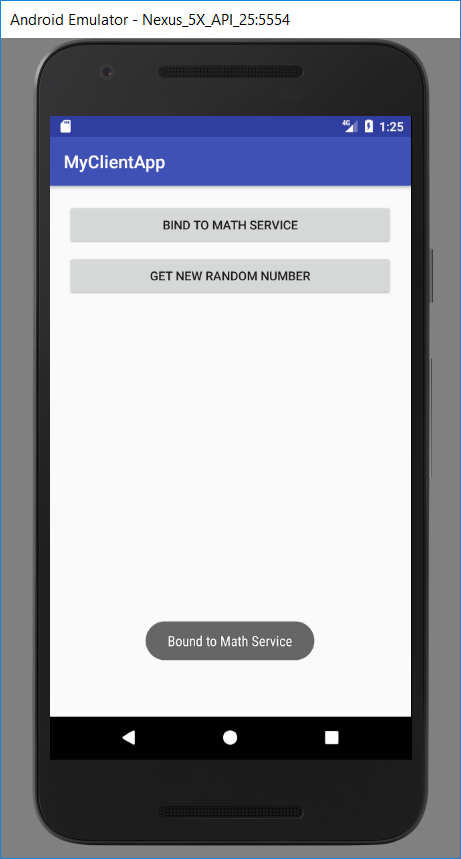 Android Emulator - Nexus_5X_API_25:5554
4G 1:25
MyClientApp
BIND TO MATH SERVICE
GET NEW RANDOM NUMBER
Bound to Math Service